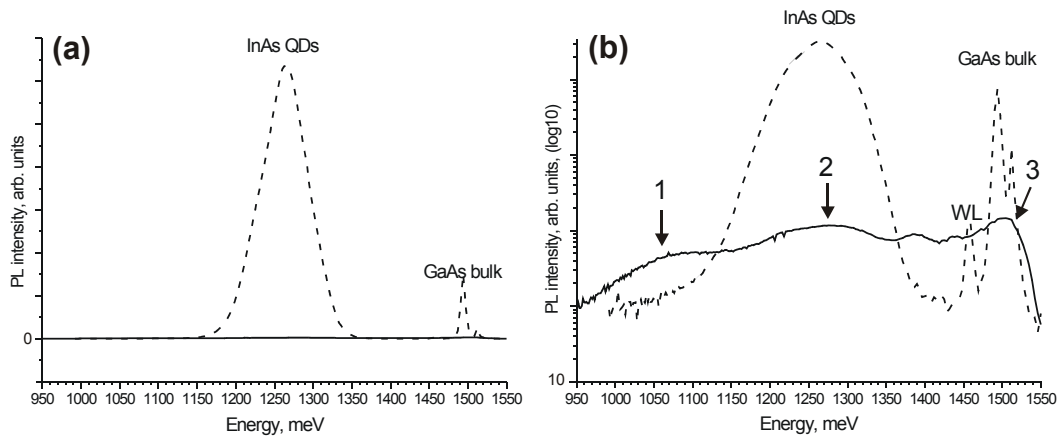 (a)
InAs QDs
GaAs bulk
PL intensity, arb. units
0
950 1000 1050 1100 1150 1200 1250 1300 1350 1400 1450 1500 1550
Energy, meV
InAs QDs
(b)
GaAs bulk
1
2
3
WL
PL intensity, arb. units, (log10)
10
950 1000 1050 1100 1150 1200 1250 1300 1350 1400 1450 1500 1550
Energy, meV